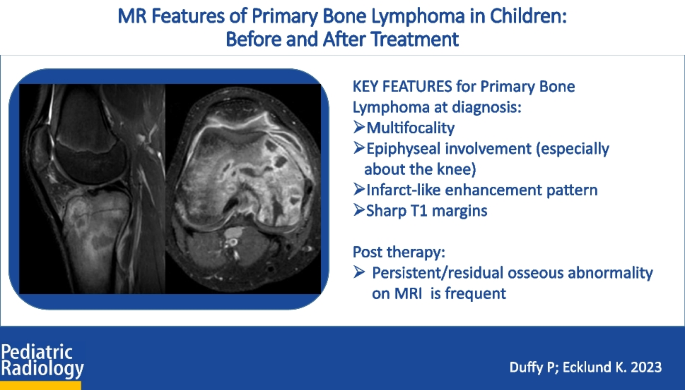 MR Features of Primary Bone Lymphoma in Children:
Before and After Treatment
KEY FEATURES for Primary Bone
Lymphoma at diagnosis:
➢Multifocality
➢Epiphyseal involvement (especially
about the knee)
➢Infarct-like enhancement pattern
➢Sharp T1 margins
Post therapy:
➢ Persistent/residual osseous abnormality
on MRI is frequent
Pediatric
Radiology
Duffy P; Ecklund K. 2023